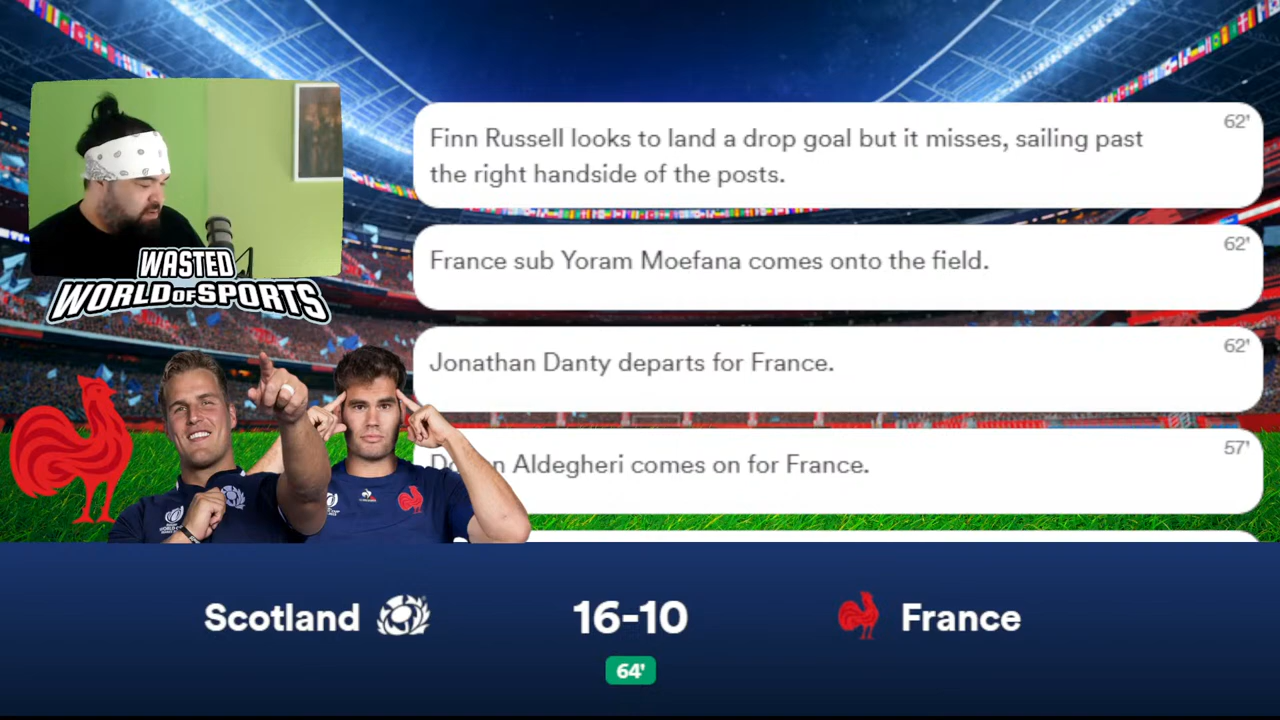 62'
Finn Russell looks to land a drop goal but it misses, sailing past
the right handside of the posts.
62'
France sub Yoram Moefana comes onto the field.
62'
Jonathan Danty departs for France.
57'
Aldegheri comes on for France.
WASTED
WORLD OF SPORTS
Scotland 16-10 France
64'